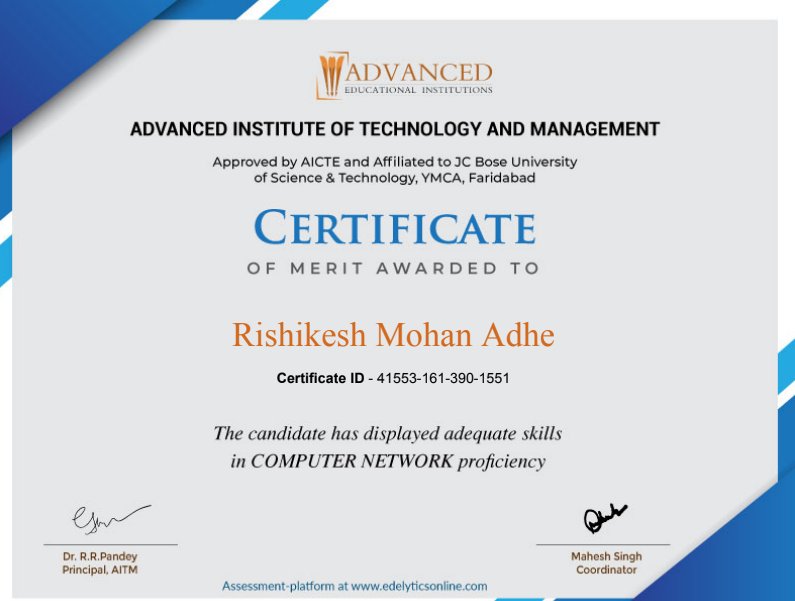 ADVANCED
EDUCATIONAL INSTITUTIONS
ADVANCED INSTITUTE OF TECHNOLOGY AND MANAGEMENT
Approved by AICTE and Affiliated to JC Bose University
of Science & Technology, YMCA, Faridabad
CERTIFICATE
OF MERIT AWARDED TO
Rishikesh Mohan Adhe
Certificate ID - 41553-161-390-1551
The candidate has displayed adequate skills
in COMPUTER NETWORK proficiency
Dr. R.R.Pandey
Principal, AITM
Mahesh Singh
Coordinator
Assessment-platform at www.edelyticsonline.com